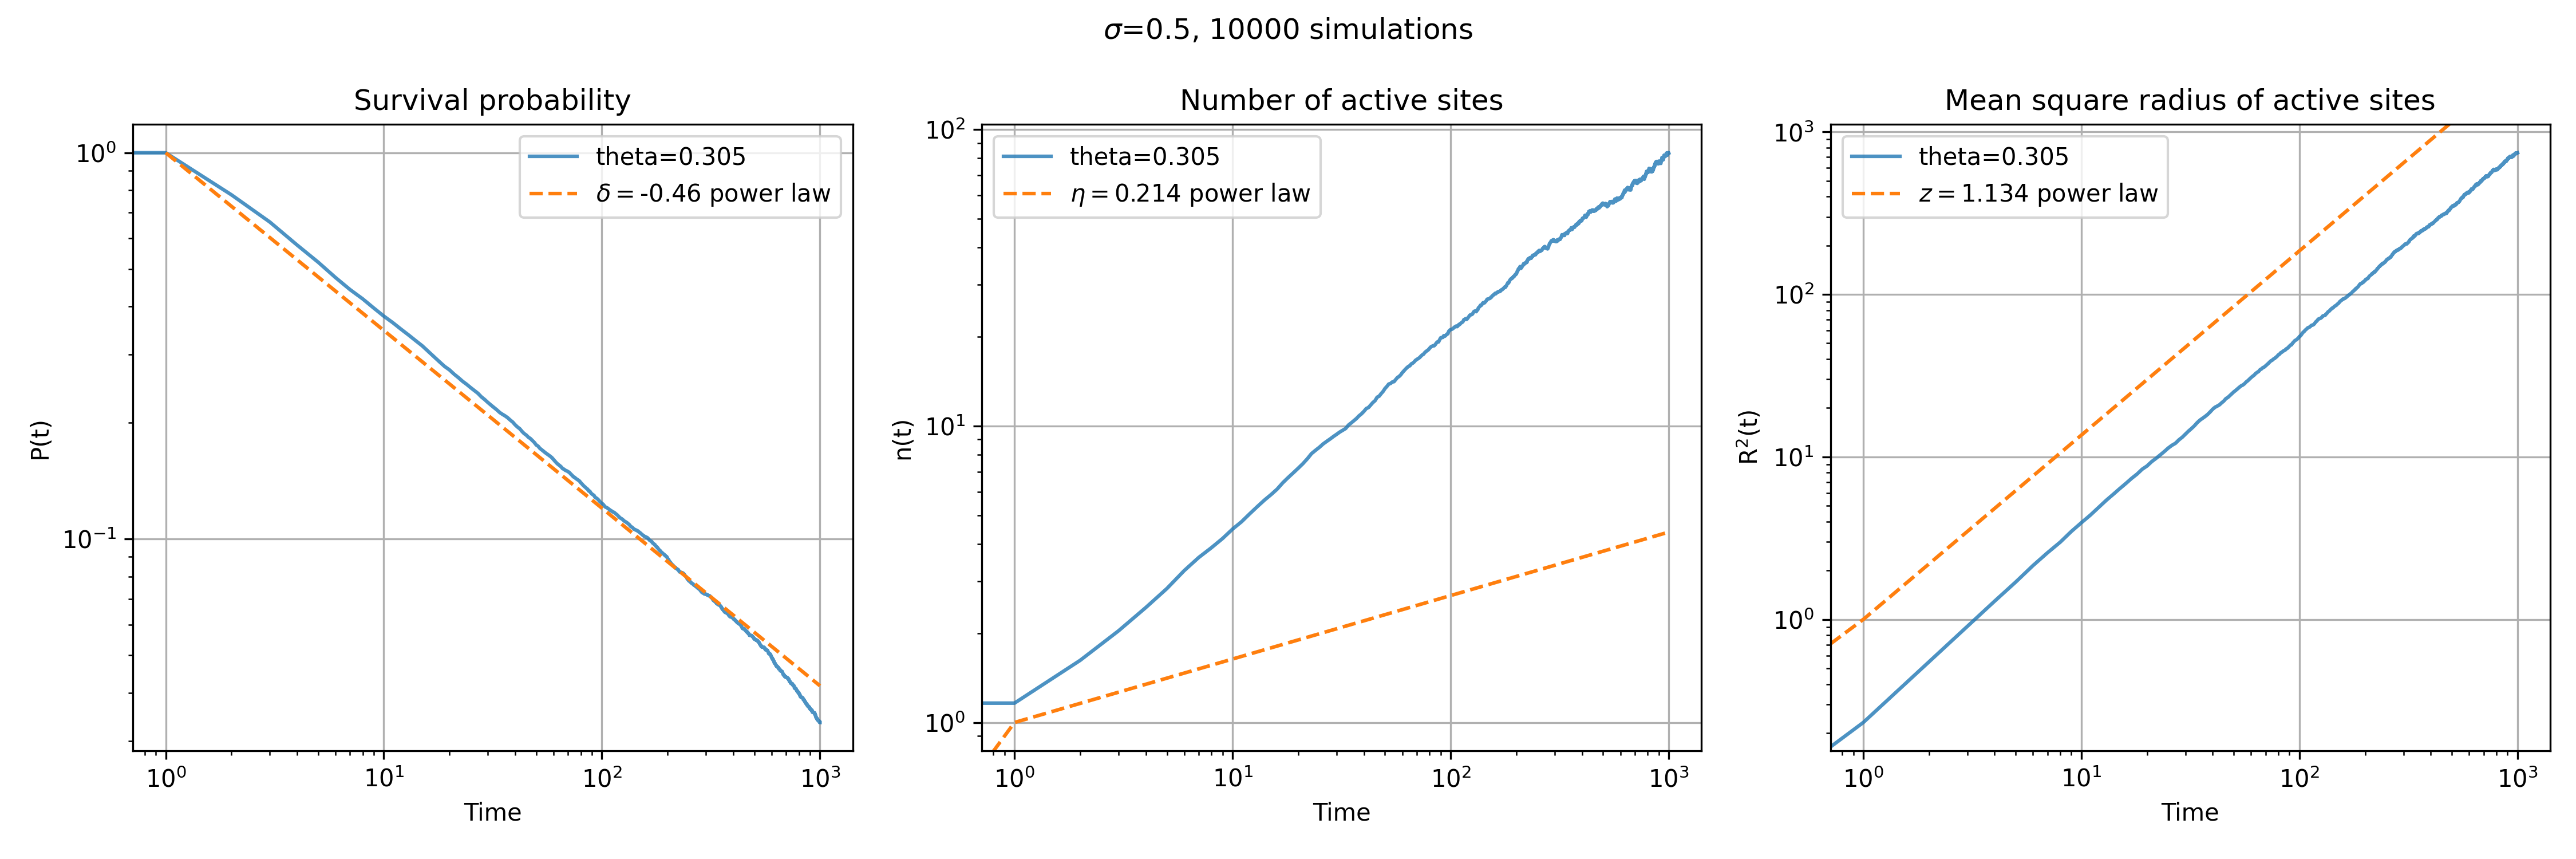 σ=0.5, 10000 simulations
Survival probability
10⁰
10⁻¹
P(t)
theta=0.305
δ = -0.46 power law
10⁰ 10¹ 10² 10³
Time
Number of active sites
10²
10¹
10⁰
n(t)
theta=0.305
η = 0.214 power law
10⁰ 10¹ 10² 10³
Time
Mean square radius of active sites
10³
10²
10¹
10⁰
R²(t)
theta=0.305
z = 1.134 power law
10⁰ 10¹ 10² 10³
Time